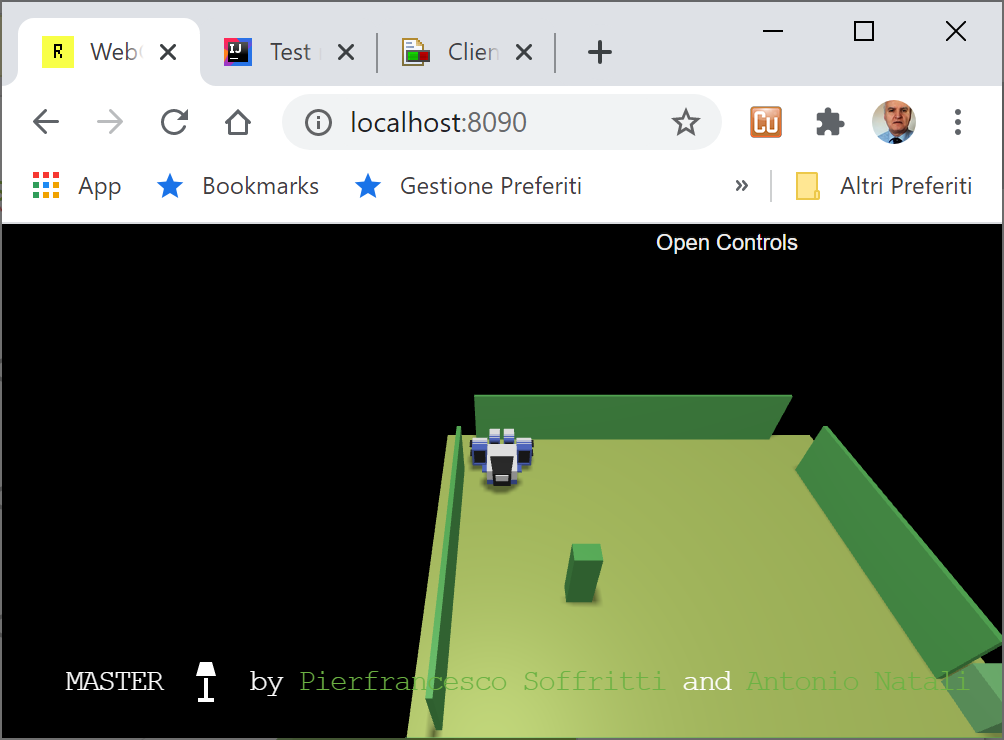 R Web Test Clien
localhost:8090 Cu
App Bookmarks Gestione Preferiti » Altri Preferiti
Open Controls
MASTER by Pierfrancesco Soffritti and Antonio Natali